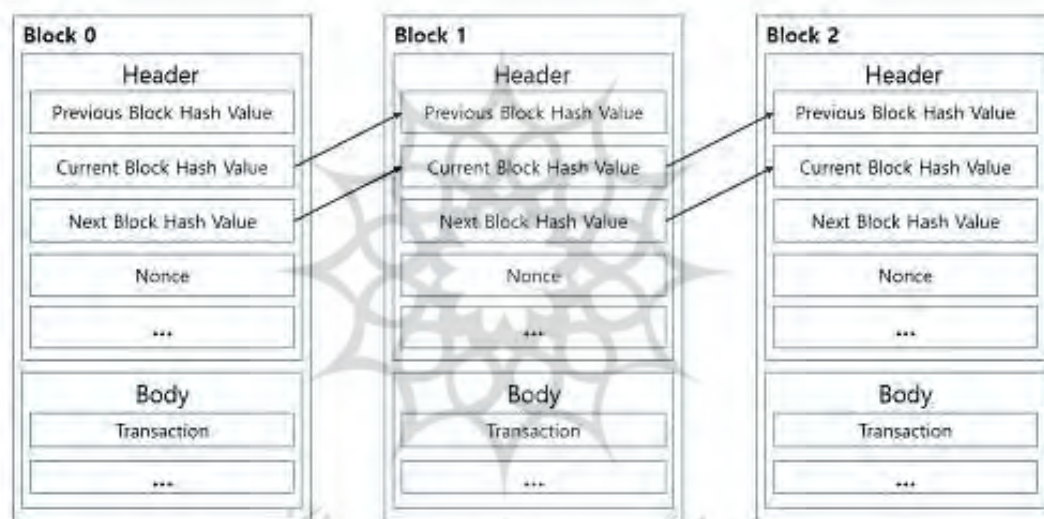 Block 0
Header
Previous Block Hash Value
Current Block Hash Value
Next Block Hash Value
Nonce
...
Body
Transaction
...
Block 1
Header
Previous Block Hash Value
Current Block Hash Value
Next Block Hash Value
Nonce
...
Body
Transaction
...
Block 2
Header
Previous Block Hash Value
Current Block Hash Value
Next Block Hash Value
Nonce
...
Body
Transaction
...